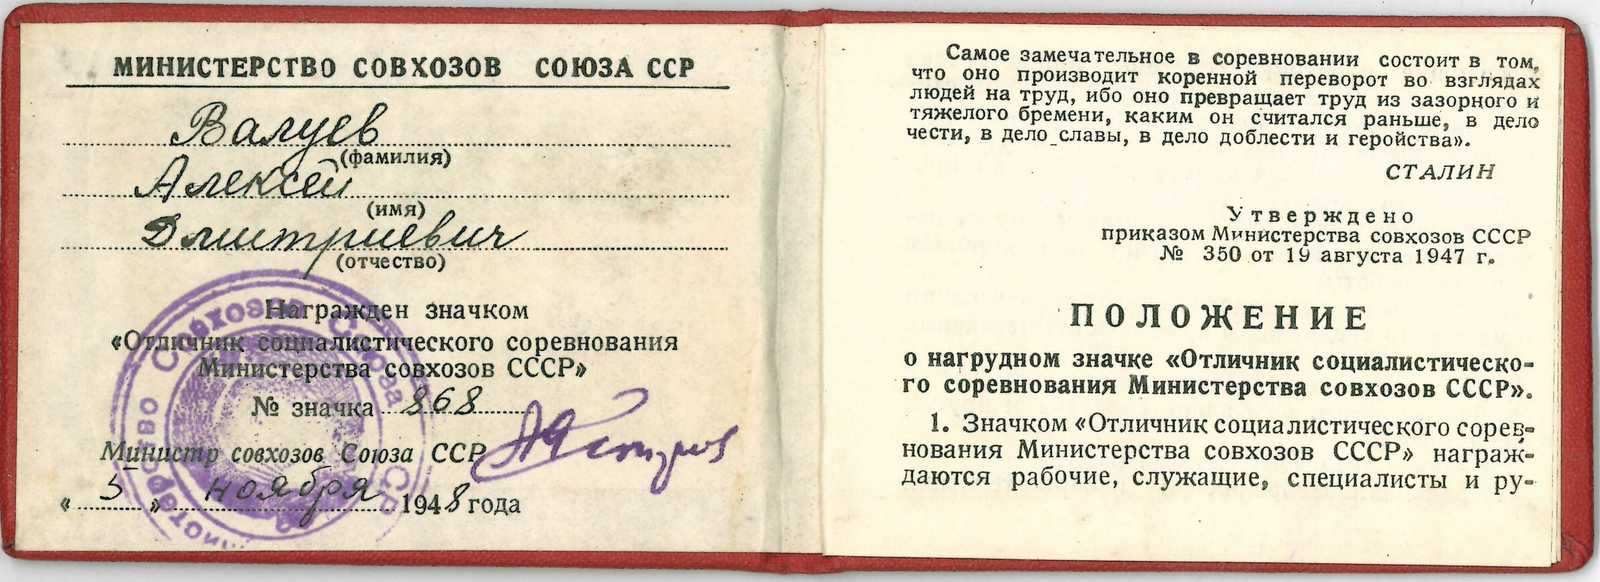 МИНИСТЕРСТВО СОВХОЗОВ СОЮЗА ССР
Валуев
(фамилия)
Алексей
(имя)
Дмитриевич
(отчество)
Награжден значком
«Отличник социалистического соревнования
Министерства совхозов СССР»
№ значка 868
Министр совхозов Союза ССР
« 5 » ноября 1948 года
Самое замечательное в соревновании состоит в том,
что оно производит коренной переворот во взглядах
людей на труд, ибо оно превращает труд из зазорного и
тяжелого бремени, каким он считался раньше, в дело
чести, в дело славы, в дело доблести и геройства».
СТАЛИН
Утверждено
приказом Министерства совхозов СССР
№ 350 от 19 августа 1947 г.
ПОЛОЖЕНИЕ
о нагрудном значке «Отличник социалистическо-
го соревнования Министерства совхозов СССР».
1. Значком «Отличник социалистического сорев-
нования Министерства совхозов СССР» награж-
даются рабочие, служащие, специалисты и ру-